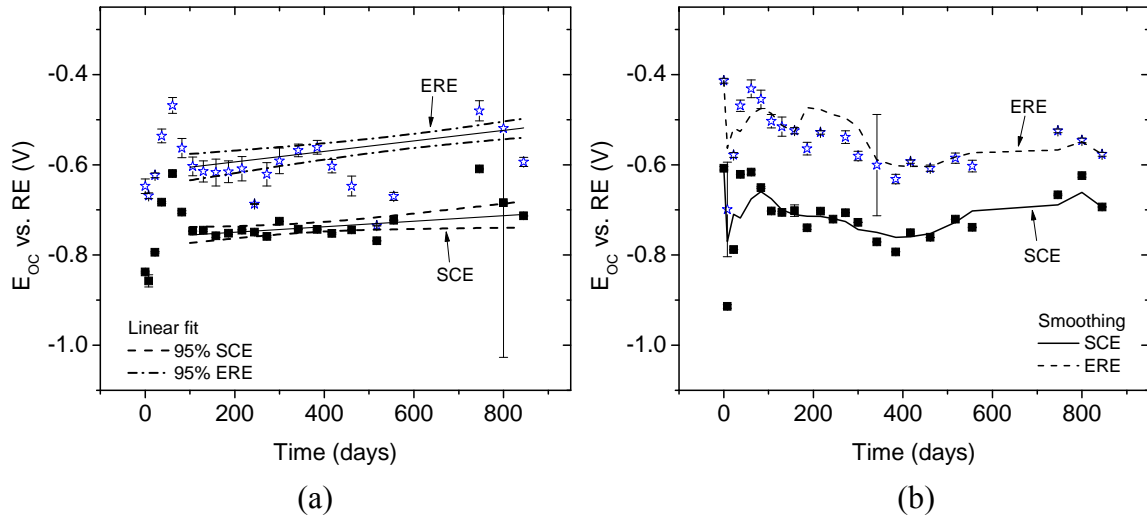 0 200 400 600 800
-1.0
-0.8
-0.6
-0.4
ERE
SCE
Linear fit
95% SCE
95% ERE
E_OC vs. RE (V)
Time (days)
(a)
0 200 400 600 800
-1.0
-0.8
-0.6
-0.4
ERE
SCE
Smoothing
SCE
ERE
E_OC vs. RE (V)
Time (days)
(b)